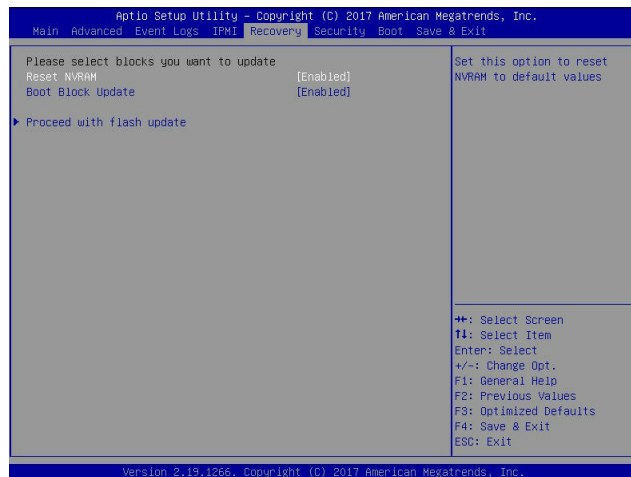 Aptio Setup Utility – Copyright (C) 2017 American Megatrends, Inc.
Main Advanced Event Logs IPMI Recovery Security Boot Save & Exit
Please select blocks you want to update
Reset NVRAM [Enabled]
Boot Block Update [Enabled]
Proceed with flash update
Set this option to reset
NVRAM to default values
→←: Select Screen
↑↓: Select Item
Enter: Select
+/-: Change Opt.
F1: General Help
F2: Previous Values
F3: Optimized Defaults
F4: Save & Exit
ESC: Exit
Version 2.19.1266. Copyright (C) 2017 American Megatrends, Inc.